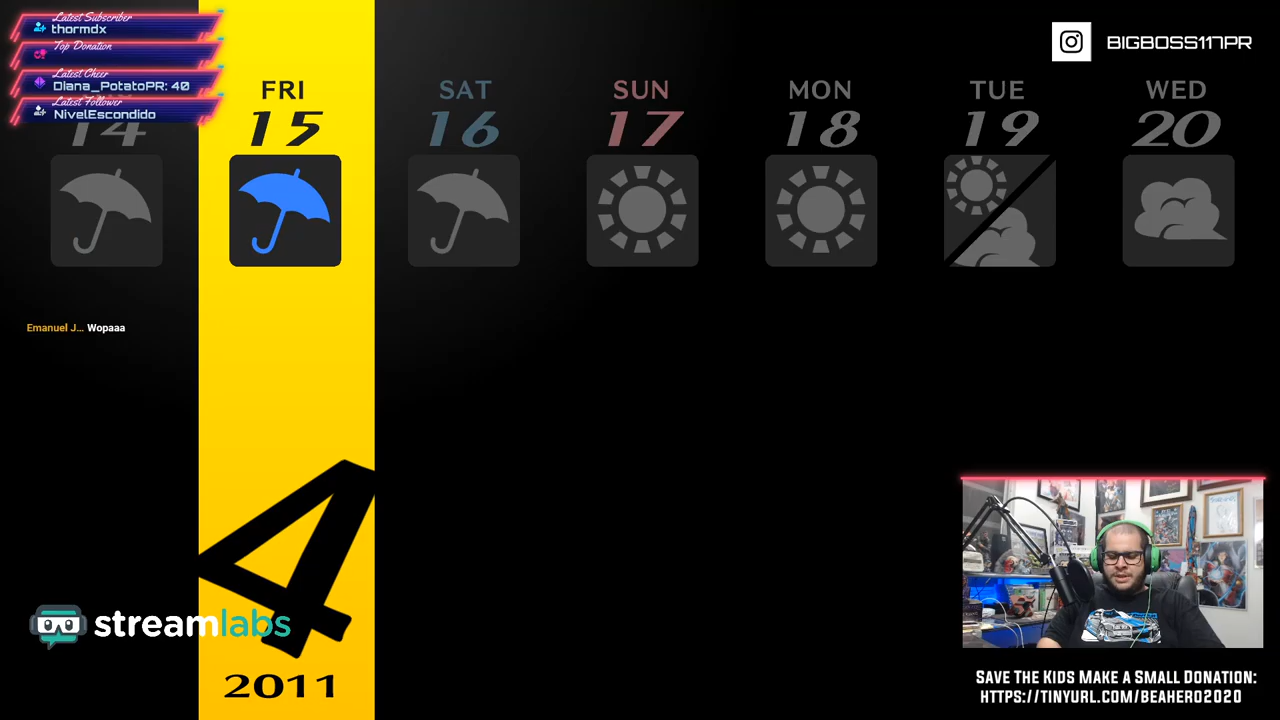 Latest Subscriber
thormdx
Top Donation
Latest Cheer
Diana_PotatoPR: 40
Latest Follower
NivelEscondido
BIGBOSS117PR
14
FRI
15
SAT
16
SUN
17
MON
18
TUE
19
WED
20
Emanuel J... Wopaaa
4
streamlabs
2011
Save The Kids Make a Small Donation:
https://tinyurl.com/beahero2020